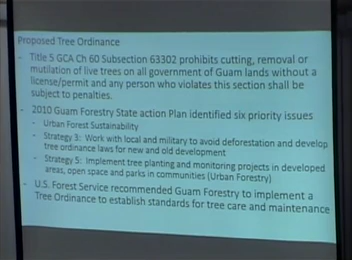 Proposed Tree Ordinance
- Title 5 GCA Ch 60 Subsection 63302 prohibits cutting, removal or
mutilation of live trees on all government of Guam lands without a
license/permit and any person who violates this section shall be
subject to penalties.
- 2010 Guam Forestry State action Plan identified six priority issues
- Urban Forest Sustainability
- Strategy 3: Work with local and military to avoid deforestation and develop
tree ordinance laws for new and old development
- Strategy 5: Implement tree planting and monitoring projects in developed
areas, open space and parks in communities (Urban Forestry)
- U.S. Forest Service recommended Guam Forestry to implement a
Tree Ordinance to establish standards for tree care and maintenance